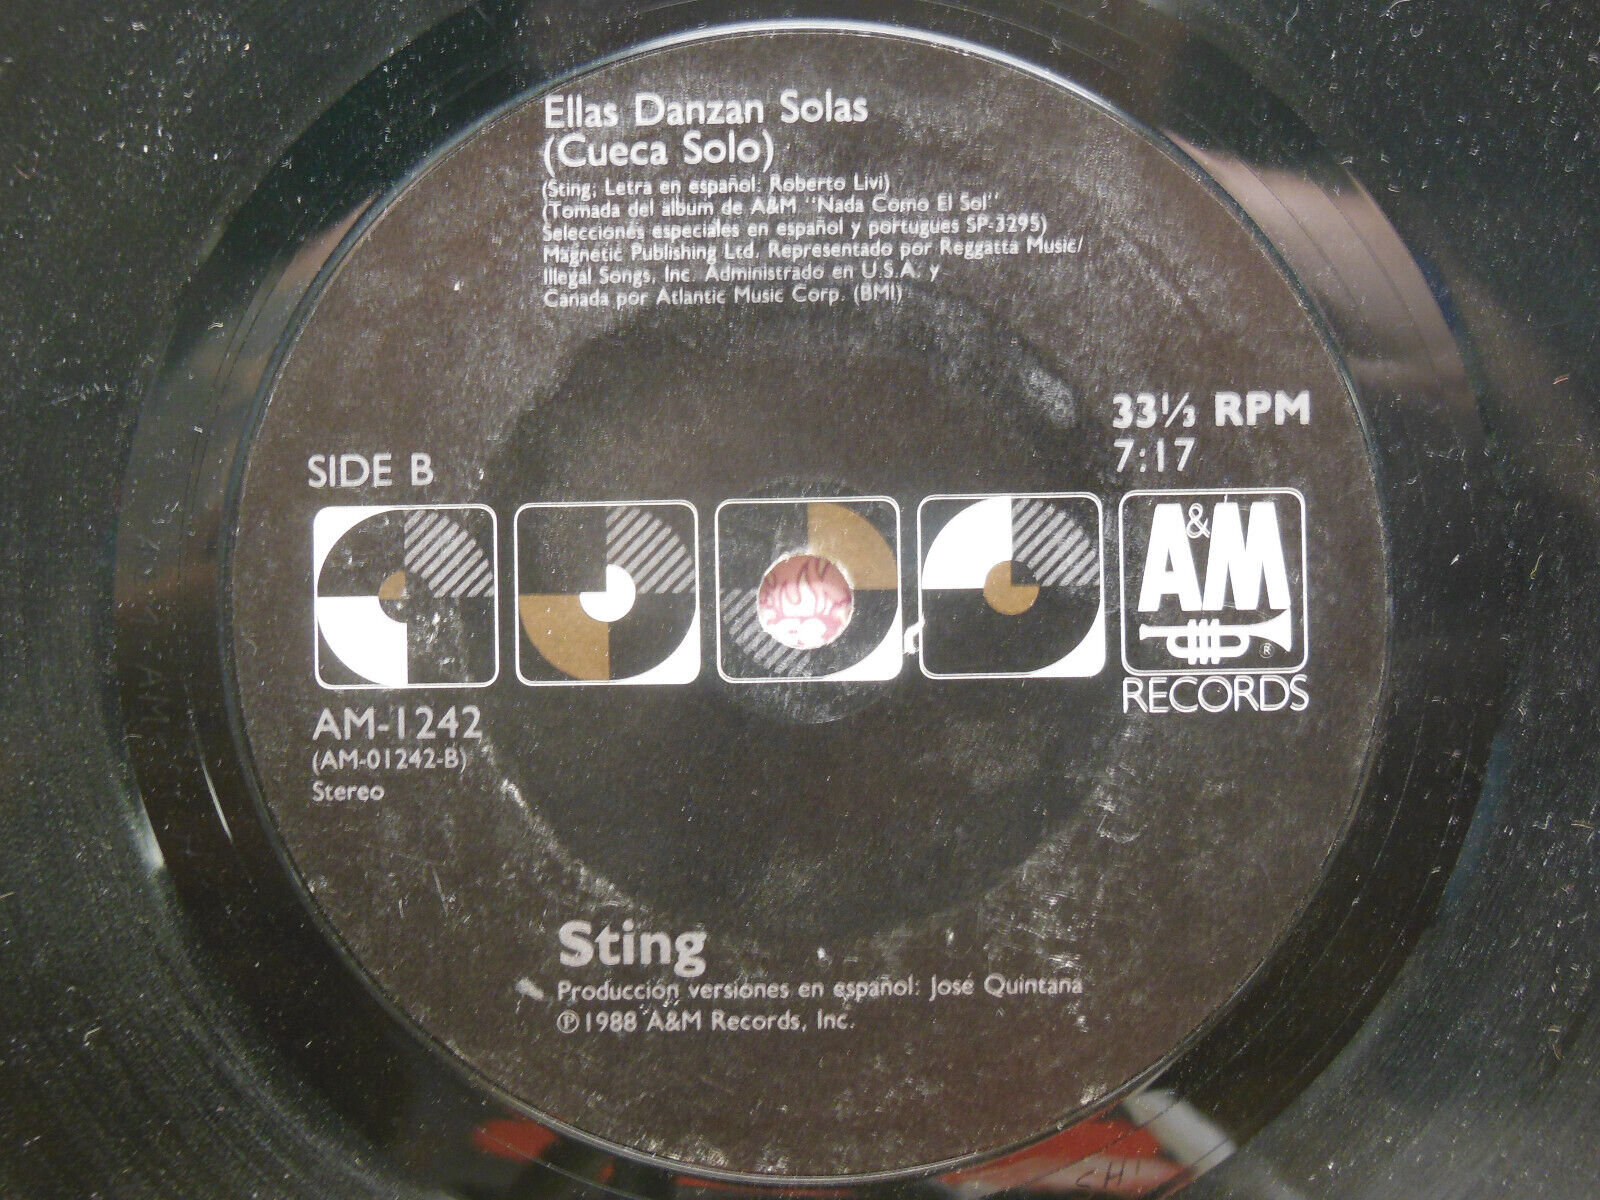 Ellas Danzan Solas
(Cueca Solo)
(Sting; Letra en español: Roberto Livi)
(Tomada del album de A&M "Nada Como El Sol"
Selecciones especiales en español y portugues SP-3295)
Magnetic Publishing Ltd. Representado por Reggatta Music/
Illegal Songs, Inc. Administrado en U.S.A. y
Canada por Atlantic Music Corp. (BMI)
33⅓ RPM
7:17
SIDE B
A&M
®
RECORDS
AM-1242
(AM-01242-B)
Stereo
Sting
Producción versiones en español: José Quintana
℗ 1988 A&M Records, Inc.